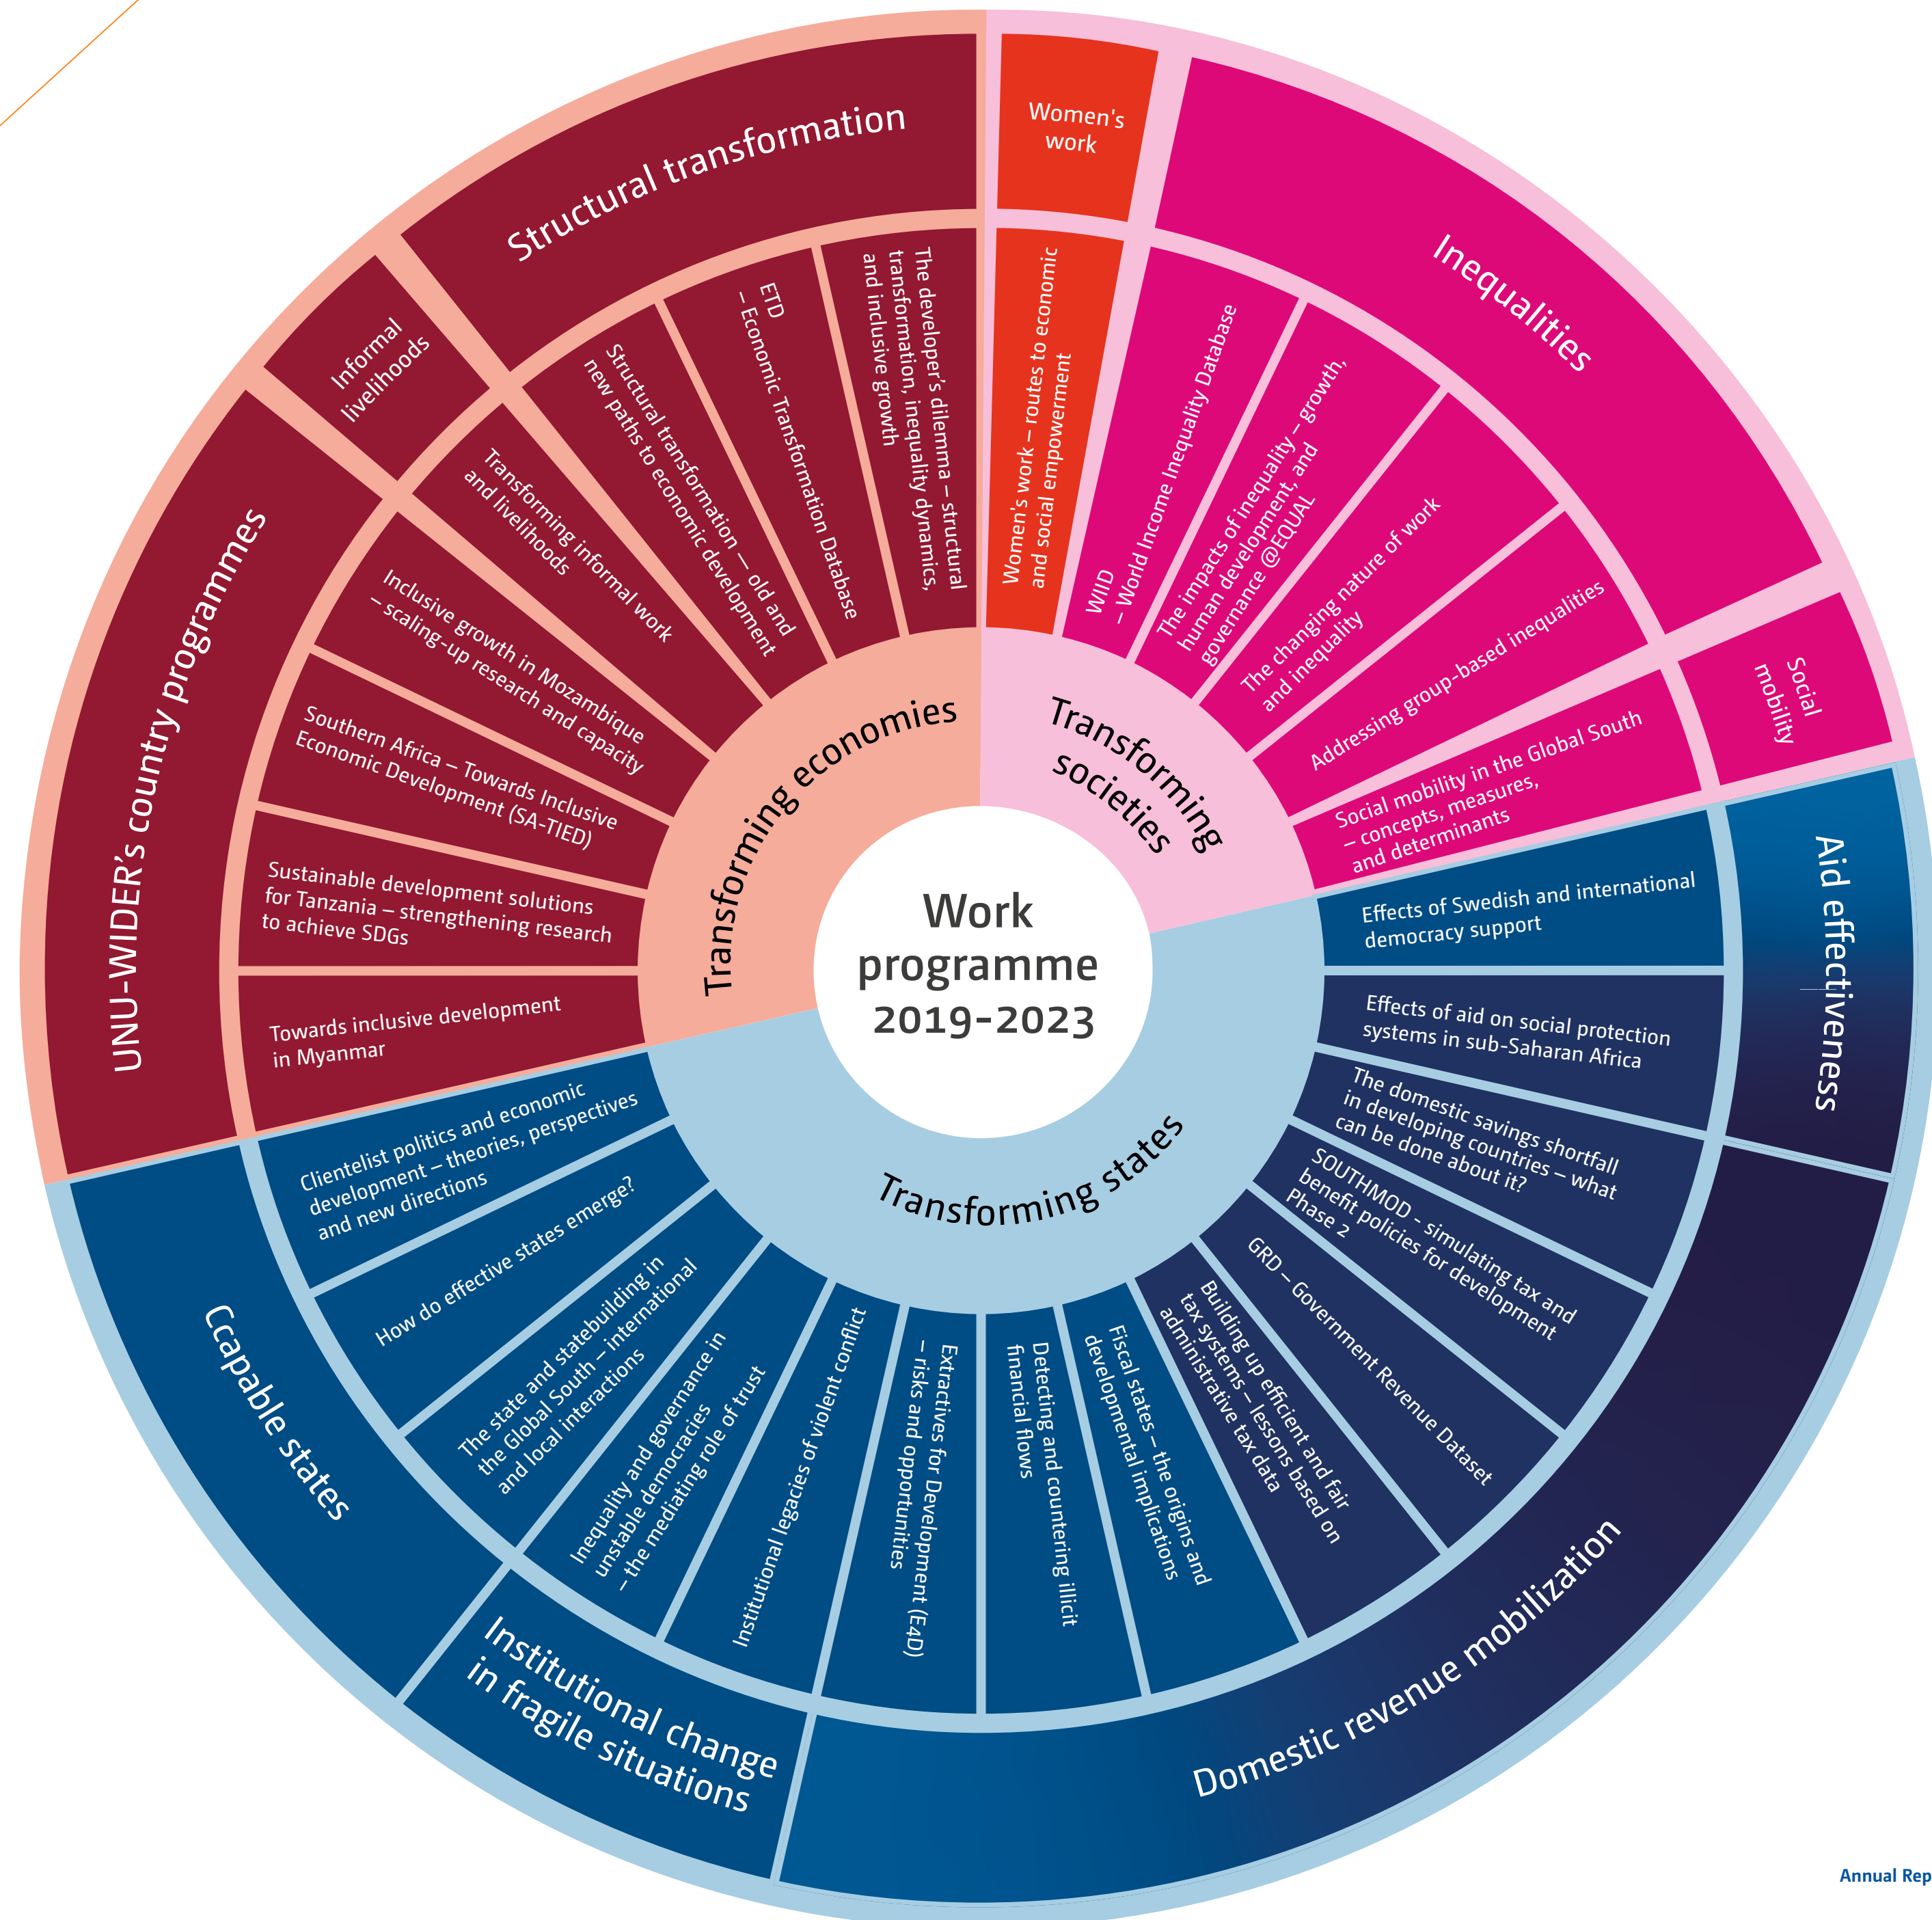 Work
programme
2019-2023
Transforming economies
Transforming
societies
Transforming states
Structural transformation
The developer's dilemma – structural
transformation, inequality dynamics,
and inclusive growth
ETD
– Economic Transformation Database
Structural transformation — old and
new paths to economic development
Informal
livelihoods
Transforming informal work
and livelihoods
UNU-WIDER's country programmes
Inclusive growth in Mozambique
– scaling-up research and capacity
Southern Africa – Towards Inclusive
Economic Development (SA-TIED)
Sustainable development solutions
for Tanzania – strengthening research
to achieve SDGs
Towards inclusive development
in Myanmar
Women's
work
Women's work – routes to economic
and social empowerment
Inequalities
WIID
– World Income Inequality Database
The impacts of inequality – growth,
human development, and
governance @EQUAL
The changing nature of work
and inequality
Addressing group-based inequalities
Social
mobility
Social mobility in the Global South
– concepts, measures,
and determinants
Aid effectiveness
Effects of Swedish and international
democracy support
Effects of aid on social protection
systems in sub-Saharan Africa
Domestic revenue mobilization
The domestic savings shortfall
in developing countries – what
can be done about it?
SOUTHMOD - simulating tax and
benefit policies for development
Phase 2
GRD – Government Revenue Dataset
Building up efficient and fair
tax systems – lessons based on
administrative tax data
Fiscal states – the origins and
developmental implications
Detecting and countering illicit
financial flows
Extractives for Development (E4D)
– risks and opportunities
Institutional change
in fragile situations
Institutional legacies of violent conflict
Inequality and governance in
unstable democracies
– the mediating role of trust
Ccapable states
The state and statebuilding in
the Global South – international
and local interactions
How do effective states emerge?
Clientelist politics and economic
development – theories, perspectives
and new directions
Annual Rep